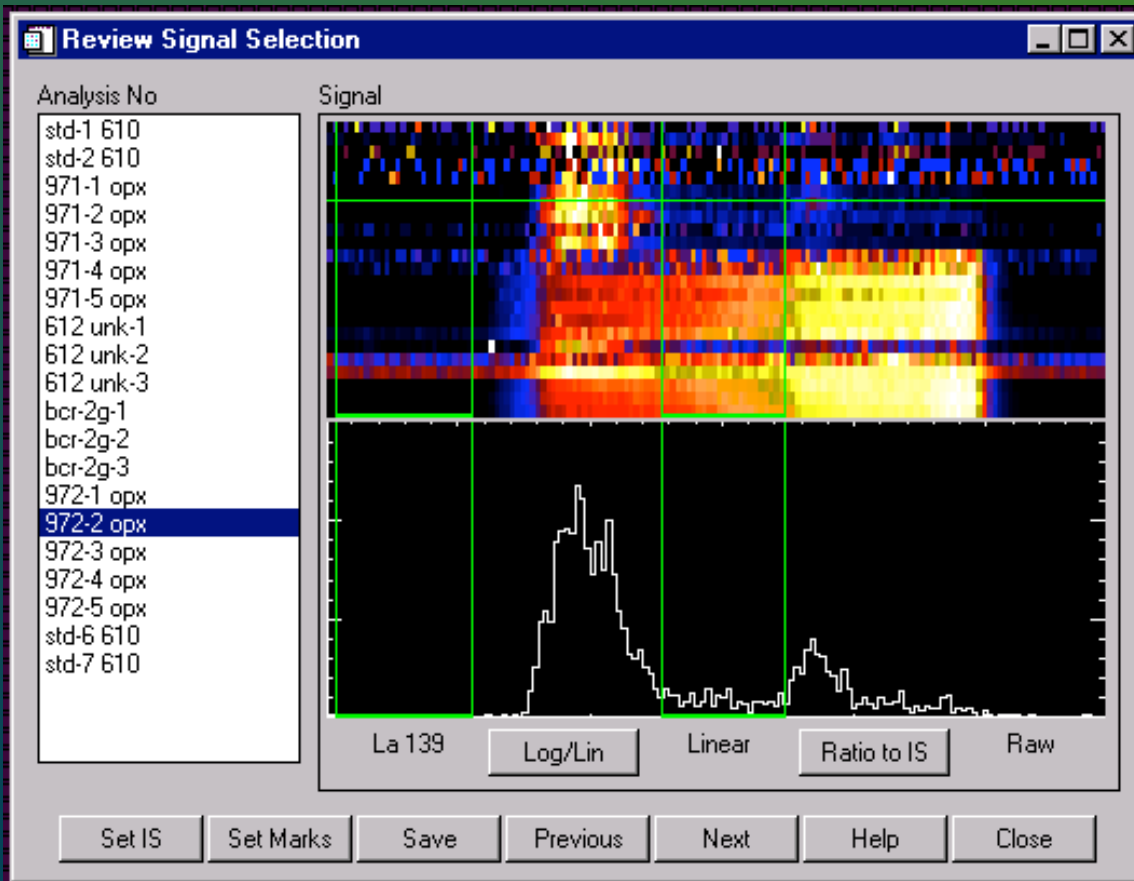 Review Signal Selection
Analysis No
Signal
std-1 610
std-2 610
971-1 opx
971-2 opx
971-3 opx
971-4 opx
971-5 opx
612 unk-1
612 unk-2
612 unk-3
bcr-2g-1
bcr-2g-2
bcr-2g-3
972-1 opx
972-2 opx
972-3 opx
972-4 opx
972-5 opx
std-6 610
std-7 610
La 139 Log/Lin Linear Ratio to IS Raw
Set IS Set Marks Save Previous Next Help Close